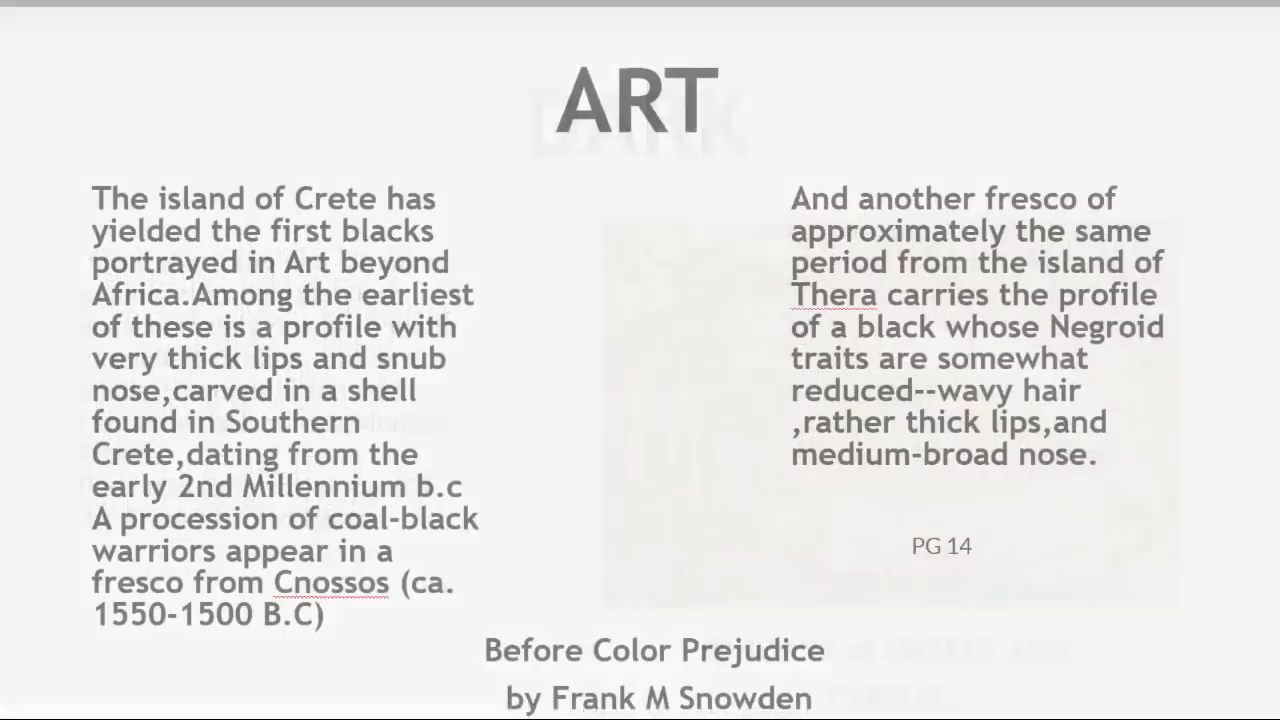 ART
The island of Crete has
yielded the first blacks
portrayed in Art beyond
Africa.Among the earliest
of these is a profile with
very thick lips and snub
nose,carved in a shell
found in Southern
Crete,dating from the
early 2nd Millennium b.c
A procession of coal-black
warriors appear in a
fresco from Cnossos (ca.
1550-1500 B.C)
And another fresco of
approximately the same
period from the island of
Thera carries the profile
of a black whose Negroid
traits are somewhat
reduced--wavy hair
,rather thick lips,and
medium-broad nose.
PG 14
Before Color Prejudice
by Frank M Snowden
DARK